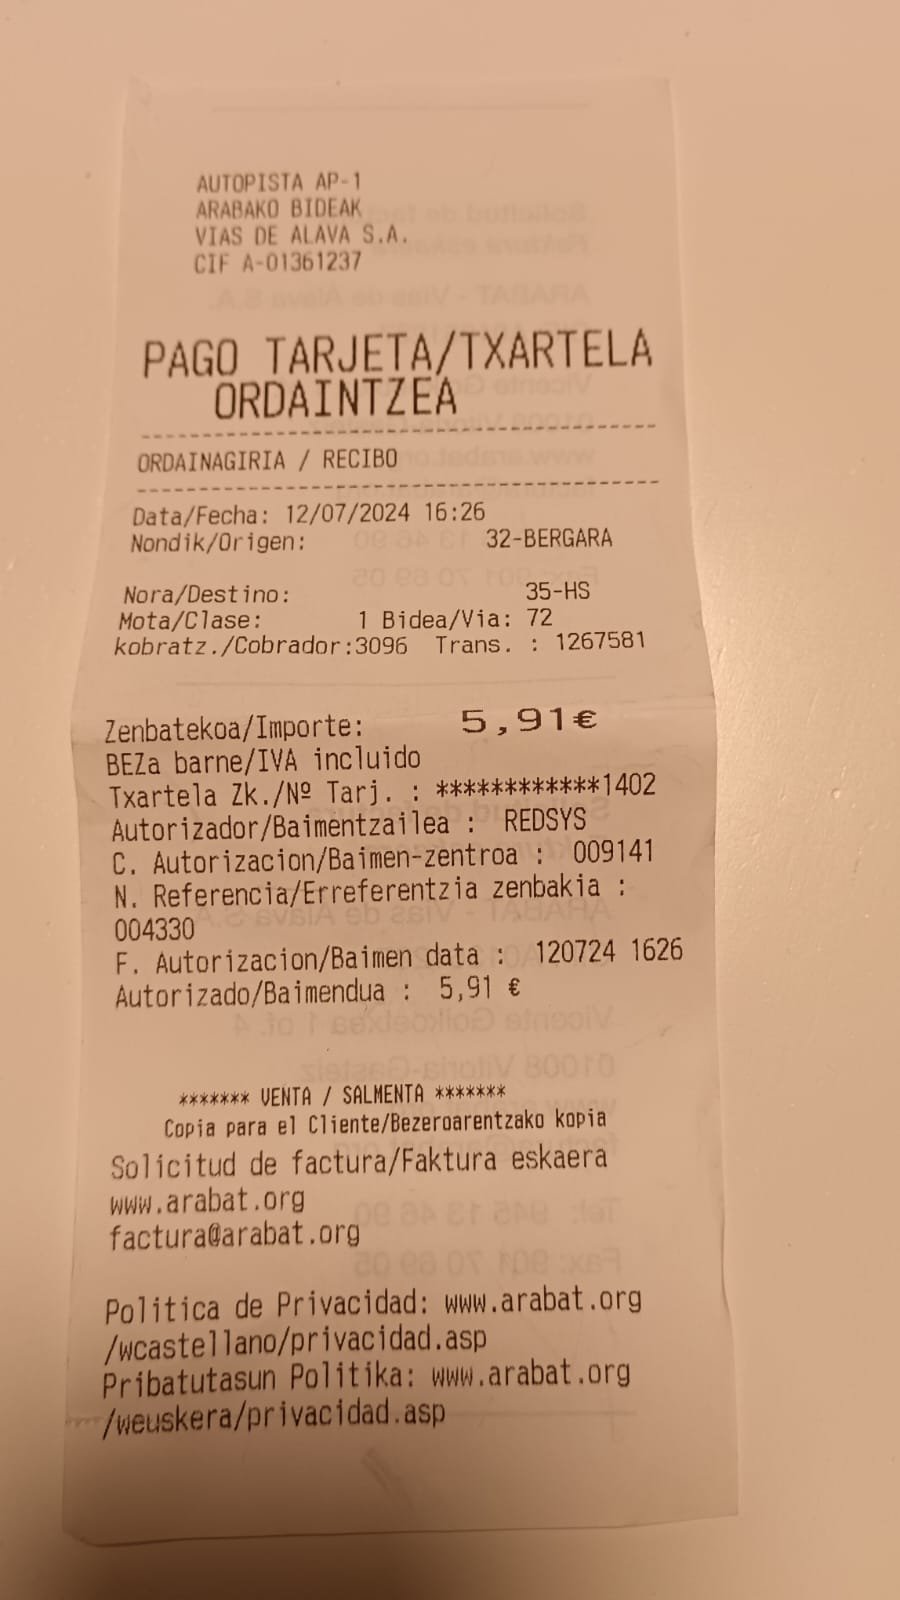 AUTOPISTA AP-1
ARABAKO BIDEAK
VIAS DE ALAVA S.A.
CIF A-01361237
PAGO TARJETA/TXARTELA
ORDAINTZEA
ORDAINAGIRIA / RECIBO
Data/Fecha: 12/07/2024 16:26
Nondik/Origen: 32-BERGARA
Nora/Destino: 35-HS
Mota/Clase: 1 Bidea/Via: 72
kobratz./Cobrador:3096 Trans. : 1267581
Zenbatekoa/Importe: 5,91€
BEZa barne/IVA incluido
Txartela Zk./Nº Tarj. : ************1402
Autorizador/Baimentzailea : REDSYS
C. Autorizacion/Baimen-zentroa : 009141
N. Referencia/Erreferentzia zenbakia :
004330
F. Autorizacion/Baimen data : 120724 1626
Autorizado/Baimendua : 5,91 €
******* VENTA / SALMENTA *******
Copia para el Cliente/Bezeroarentzako kopia
Solicitud de factura/Faktura eskaera
www.arabat.org
factura@arabat.org
Politica de Privacidad: www.arabat.org
/wcastellano/privacidad.asp
Pribatutasun Politika: www.arabat.org
/weuskera/privacidad.asp